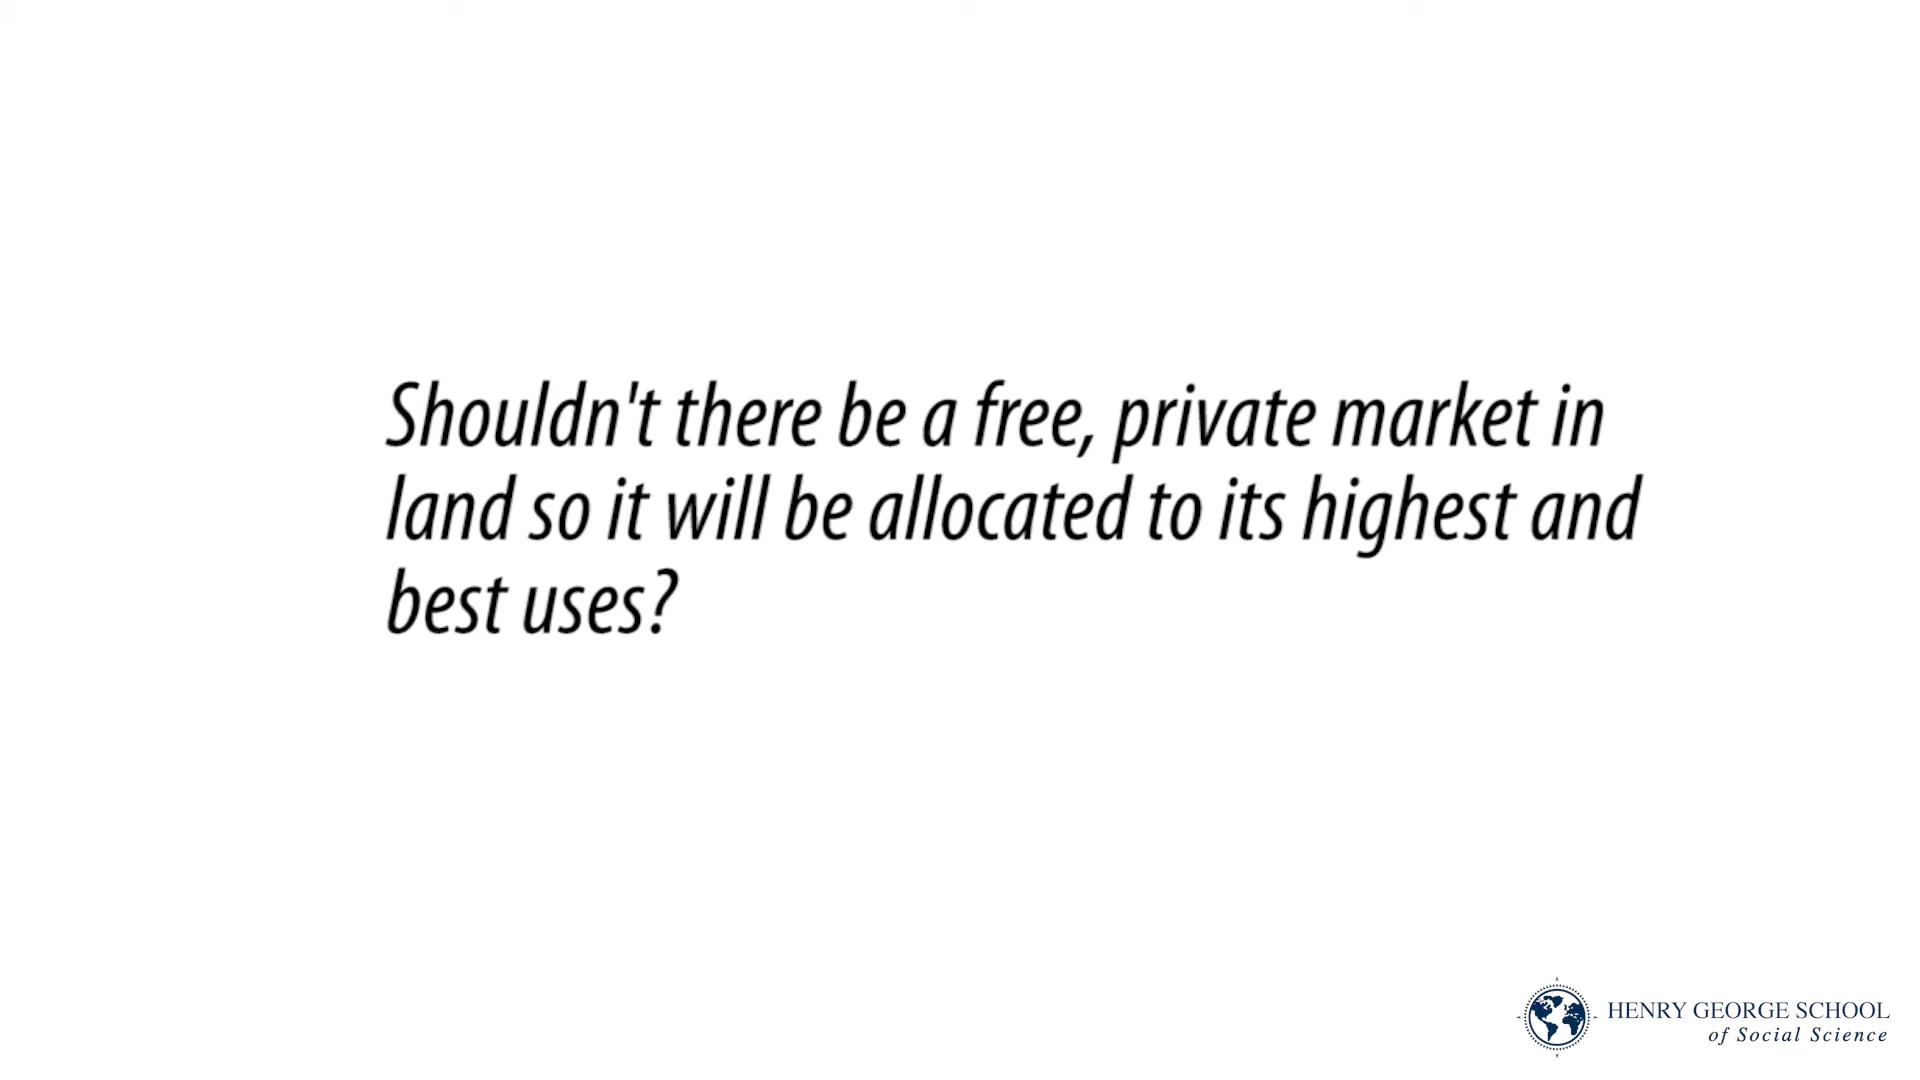 Shouldn't there be a free, private market in
land so it will be allocated to its highest and
best uses?
HENRY GEORGE SCHOOL
of Social Science